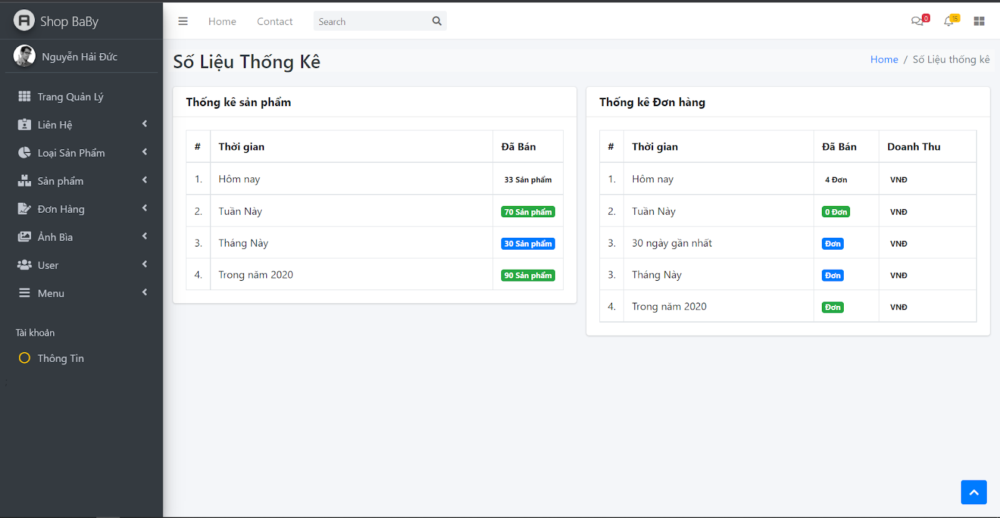 Shop BaBy
Nguyễn Hải Đức
Trang Quản Lý
Liên Hệ
Loại Sản Phẩm
Sản phẩm
Đơn Hàng
Ảnh Bìa
User
Menu
Tài khoản
Thông Tin
;
Home Contact Search 0 15
Số Liệu Thống Kê
Home / Số Liệu thống kê
Thống kê sản phẩm
# Thời gian Đã Bán
1. Hôm nay 33 Sản phẩm
2. Tuần Này 70 Sản phẩm
3. Tháng Này 30 Sản phẩm
4. Trong năm 2020 90 Sản phẩm
Thống kê Đơn hàng
# Thời gian Đã Bán Doanh Thu
1. Hôm nay 4 Đơn VNĐ
2. Tuần Này 0 Đơn VNĐ
3. 30 ngày gần nhất Đơn VNĐ
3. Tháng Này Đơn VNĐ
4. Trong năm 2020 Đơn VNĐ